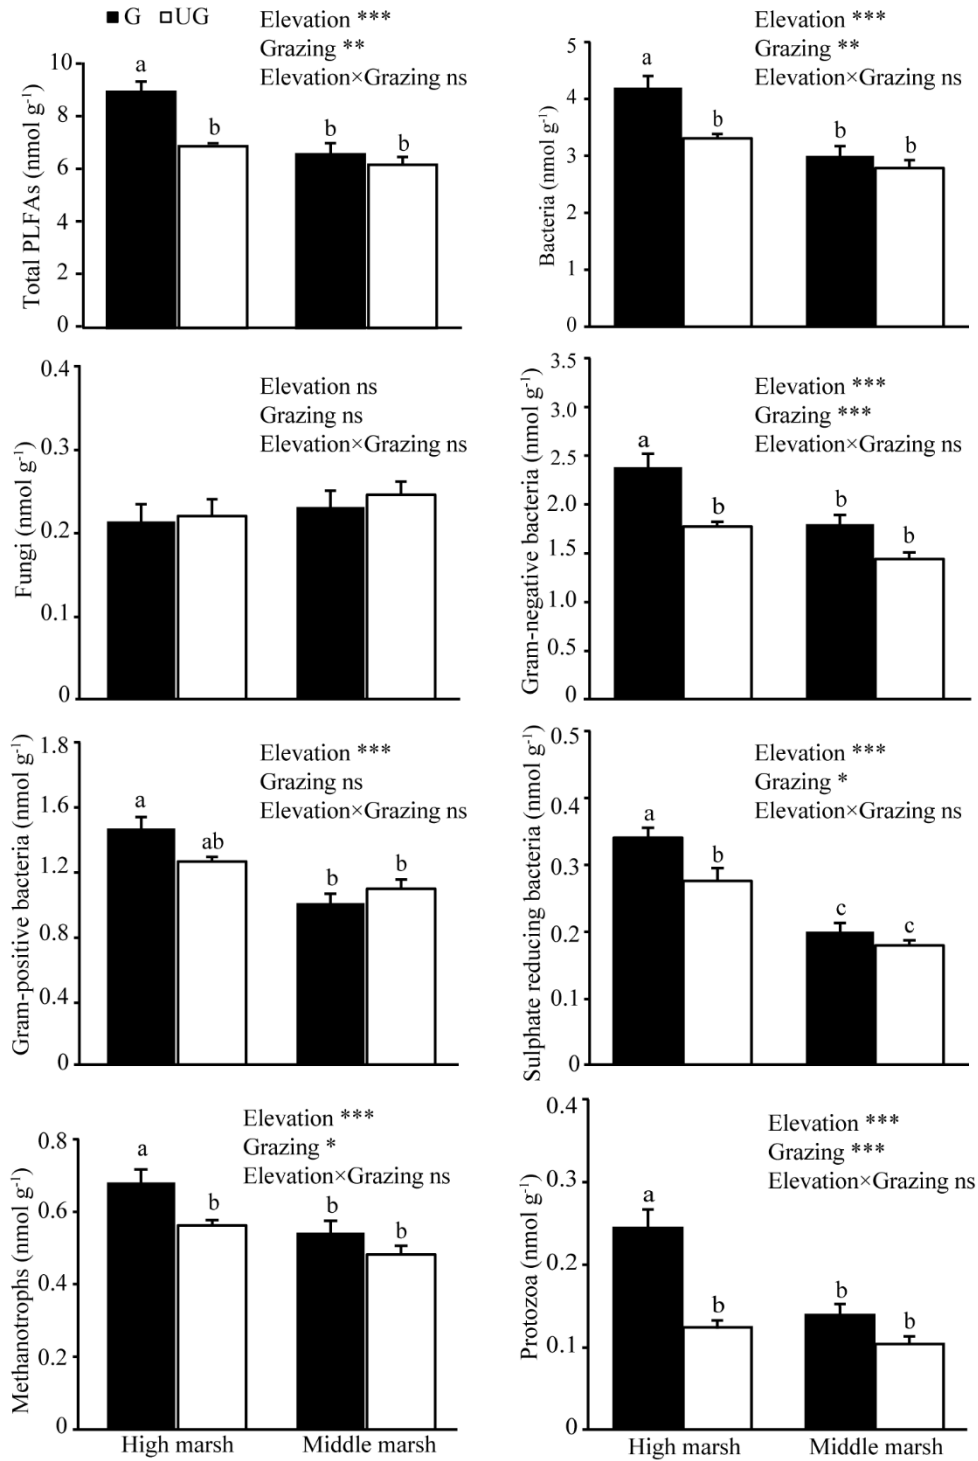 G UG
Elevation ***
Grazing **
Elevation×Grazing ns
Total PLFAs (nmol g-1)
10
8
6
4
2
0
a
b
b
b
Elevation ***
Grazing **
Elevation×Grazing ns
Bacteria (nmol g-1)
5
4
3
2
1
0
a
b
b
b
Elevation ns
Grazing ns
Elevation×Grazing ns
Fungi (nmol g-1)
0.4
0.3
0.2
0.1
0
Elevation ***
Grazing ***
Elevation×Grazing ns
Gram-negative bacteria (nmol g-1)
3.5
3.0
2.5
2.0
1.5
1.0
0.5
0
a
b
b
b
Elevation ***
Grazing ns
Elevation×Grazing ns
Gram-positive bacteria (nmol g-1)
1.8
1.6
1.2
1.0
0.4
0
a
ab
b
b
Elevation ***
Grazing *
Elevation×Grazing ns
Sulphate reducing bacteria (nmol g-1)
0.5
0.4
0.3
0.2
0.1
0
a
b
c
c
Elevation ***
Grazing *
Elevation×Grazing ns
Methanotrophs (nmol g-1)
0.8
0.6
0.4
0.2
0
a
b
b
b
High marsh Middle marsh
Elevation ***
Grazing ***
Elevation×Grazing ns
Protozoa (nmol g-1)
0.4
0.3
0.2
0.1
0
a
b
b
b
High marsh Middle marsh